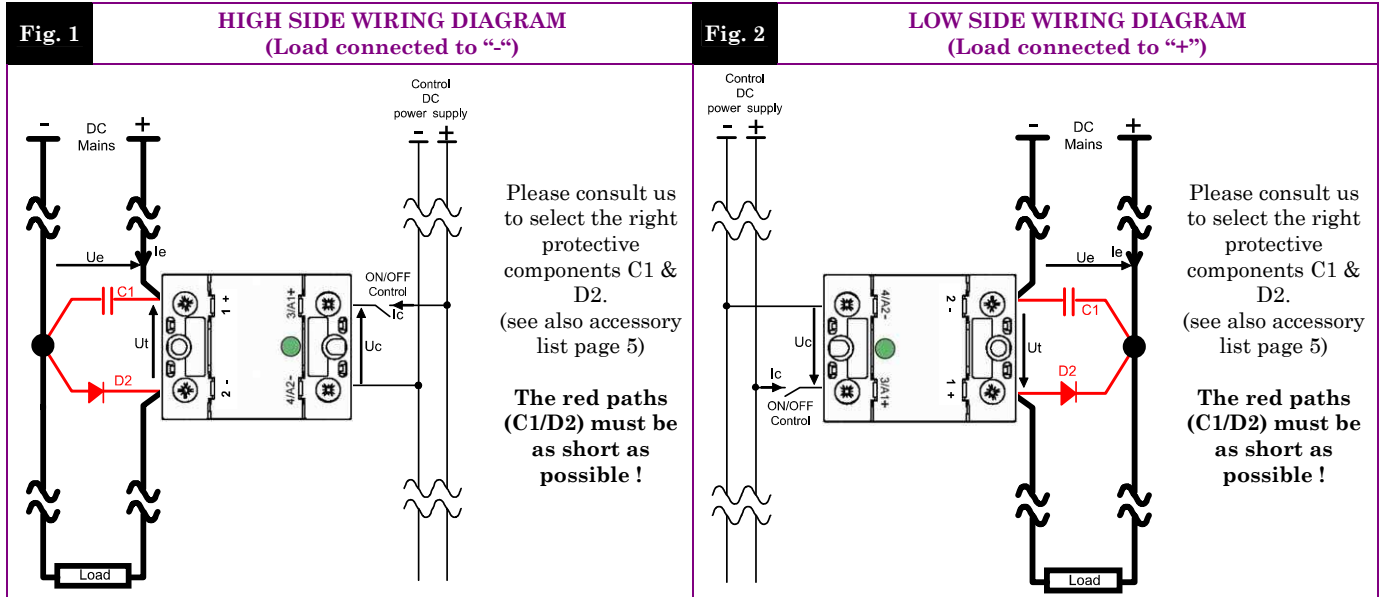 Fig. 1
HIGH SIDE WIRING DIAGRAM
(Load connected to “-“)
Control
DC
power supply
- +
- DC +
Mains
Ue
Ie
C1
1 +
3/A1+
ON/OFF
Control
Ic
Ut
Uc
D2
2 -
4/A2-
Load
Please consult us
to select the right
protective
components C1 &
D2.
(see also accessory
list page 5)
The red paths
(C1/D2) must be
as short as
possible !
Fig. 2
LOW SIDE WIRING DIAGRAM
(Load connected to “+”)
Control
DC
power supply
- +
- DC +
Mains
Ue
Ie
4/A2-
2 -
C1
Uc
Ut
Ic
ON/OFF
Control
3/A1+
1 +
D2
Load
Please consult us
to select the right
protective
components C1 &
D2.
(see also accessory
list page 5)
The red paths
(C1/D2) must be
as short as
possible !